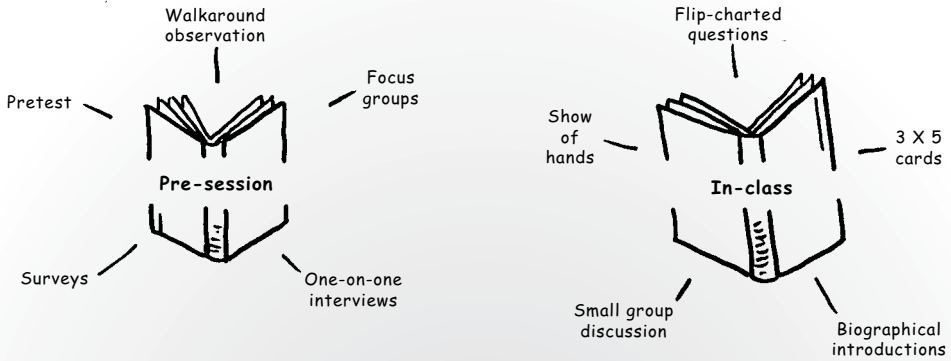 Walkaround
observation
Pretest
Focus
groups
Pre-session
Surveys
One-on-one
interviews
Flip-charted
questions
Show
of
hands
3 X 5
cards
In-class
Small group
discussion
Biographical
introductions